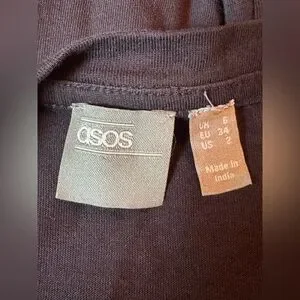 asos
UK 6
EU 34
US 2
Made in
India